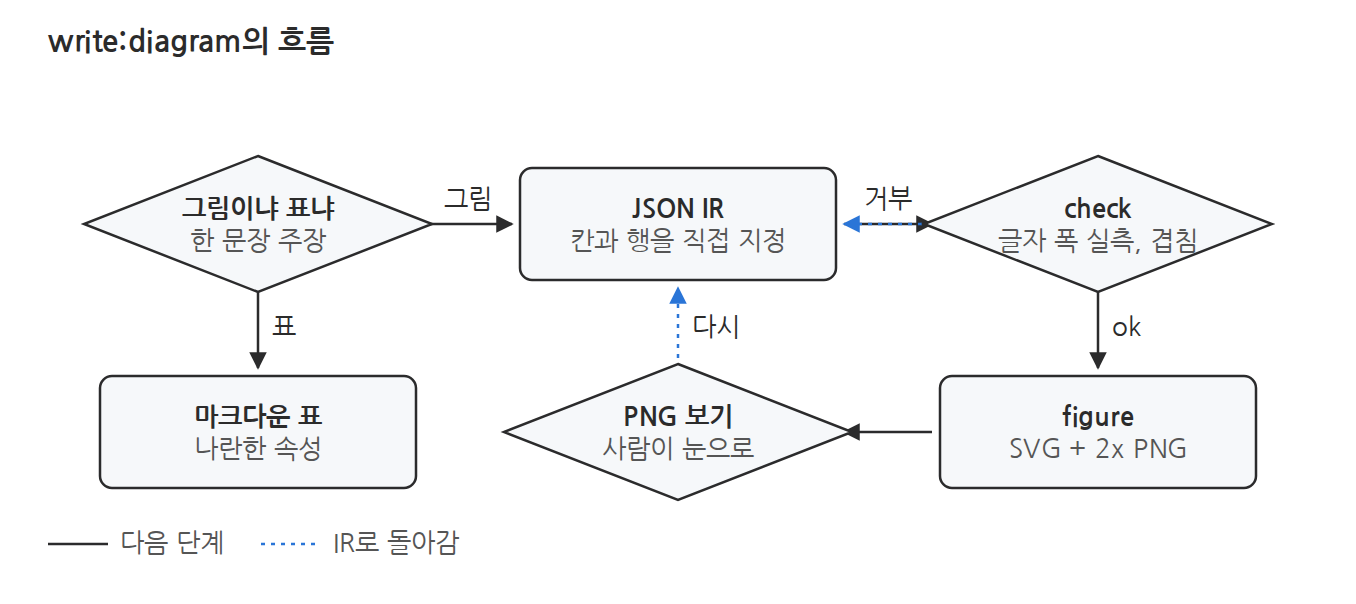 write:diagram의 흐름
그림이냐 표냐
한 문장 주장
그림
JSON IR
칸과 행을 직접 지정
거부
check
글자 폭 실측, 겹침
표
다시
ok
마크다운 표
나란한 속성
PNG 보기
사람이 눈으로
figure
SVG + 2x PNG
다음 단계
IR로 돌아감